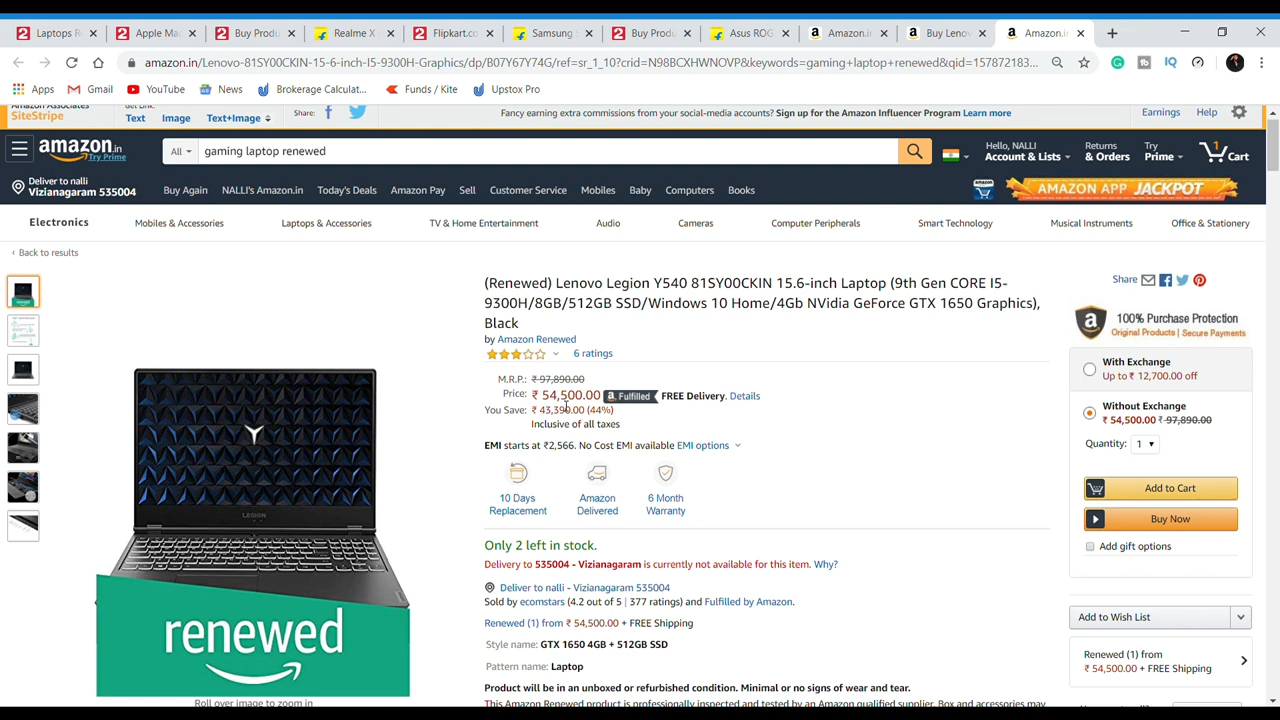 Laptops R
Apple Ma
Buy Produ
Realme X
Flipkart.co
Samsung
Buy Produ
Asus ROG
Amazon.i
Buy Leno
Amazon.i
amazon.in/Lenovo-81SY00CKIN-15-6-inch-I5-9300H-Graphics/dp/B07Y67Y74G/ref=sr_1_10?crid=N98BCXHWNOVP&keywords=gaming+laptop+renewed&qid=157872183...
Apps
Gmail
YouTube
News
Brokerage Calculat...
Funds / Kite
Upstox Pro
Amazon Associates
SiteStripe
Get Link:
Text
Image
Text+Image
Share:
Fancy earning extra commissions from your social-media accounts? Sign up for the Amazon Influencer Program Learn more
Earnings
Help
amazon.in
Try Prime
All
gaming laptop renewed
Hello, NALLI
Account & Lists
Returns
& Orders
Try
Prime
1
Cart
Deliver to nalli
Vizianagaram 535004
Buy Again
NALLI's Amazon.in
Today's Deals
Amazon Pay
Sell
Customer Service
Mobiles
Baby
Computers
Books
AMAZON APP JACKPOT
Electronics
Mobiles & Accessories
Laptops & Accessories
TV & Home Entertainment
Audio
Cameras
Computer Peripherals
Smart Technology
Musical Instruments
Office & Stationery
‹ Back to results
(Renewed) Lenovo Legion Y540 81SY00CKIN 15.6-inch Laptop (9th Gen CORE I5-
9300H/8GB/512GB SSD/Windows 10 Home/4Gb NVidia GeForce GTX 1650 Graphics),
Black
by Amazon Renewed
6 ratings
M.R.P.: ₹ 97,890.00
Price: ₹ 54,500.00 Fulfilled FREE Delivery. Details
You Save: ₹ 43,390.00 (44%)
Inclusive of all taxes
EMI starts at ₹2,566. No Cost EMI available EMI options
10 Days
Replacement
Amazon
Delivered
6 Month
Warranty
Only 2 left in stock.
Delivery to 535004 - Vizianagaram is currently not available for this item. Why?
Deliver to nalli - Vizianagaram 535004
Sold by ecomstars (4.2 out of 5 | 377 ratings) and Fulfilled by Amazon.
Renewed (1) from ₹ 54,500.00 + FREE Shipping
Style name: GTX 1650 4GB + 512GB SSD
Pattern name: Laptop
Product will be in an unboxed or refurbished condition. Minimal or no signs of wear and tear.
This Amazon Renewed product is professionally inspected and tested by an Amazon qualified supplier. Box and accessories may
LEGION
renewed
Roll over image to zoom in
Share
100% Purchase Protection
Original Products | Secure Payments
With Exchange
Up to ₹ 12,700.00 off
Without Exchange
₹ 54,500.00 ₹ 97,890.00
Quantity: 1
Add to Cart
Buy Now
Add gift options
Add to Wish List
Renewed (1) from
₹ 54,500.00 + FREE Shipping